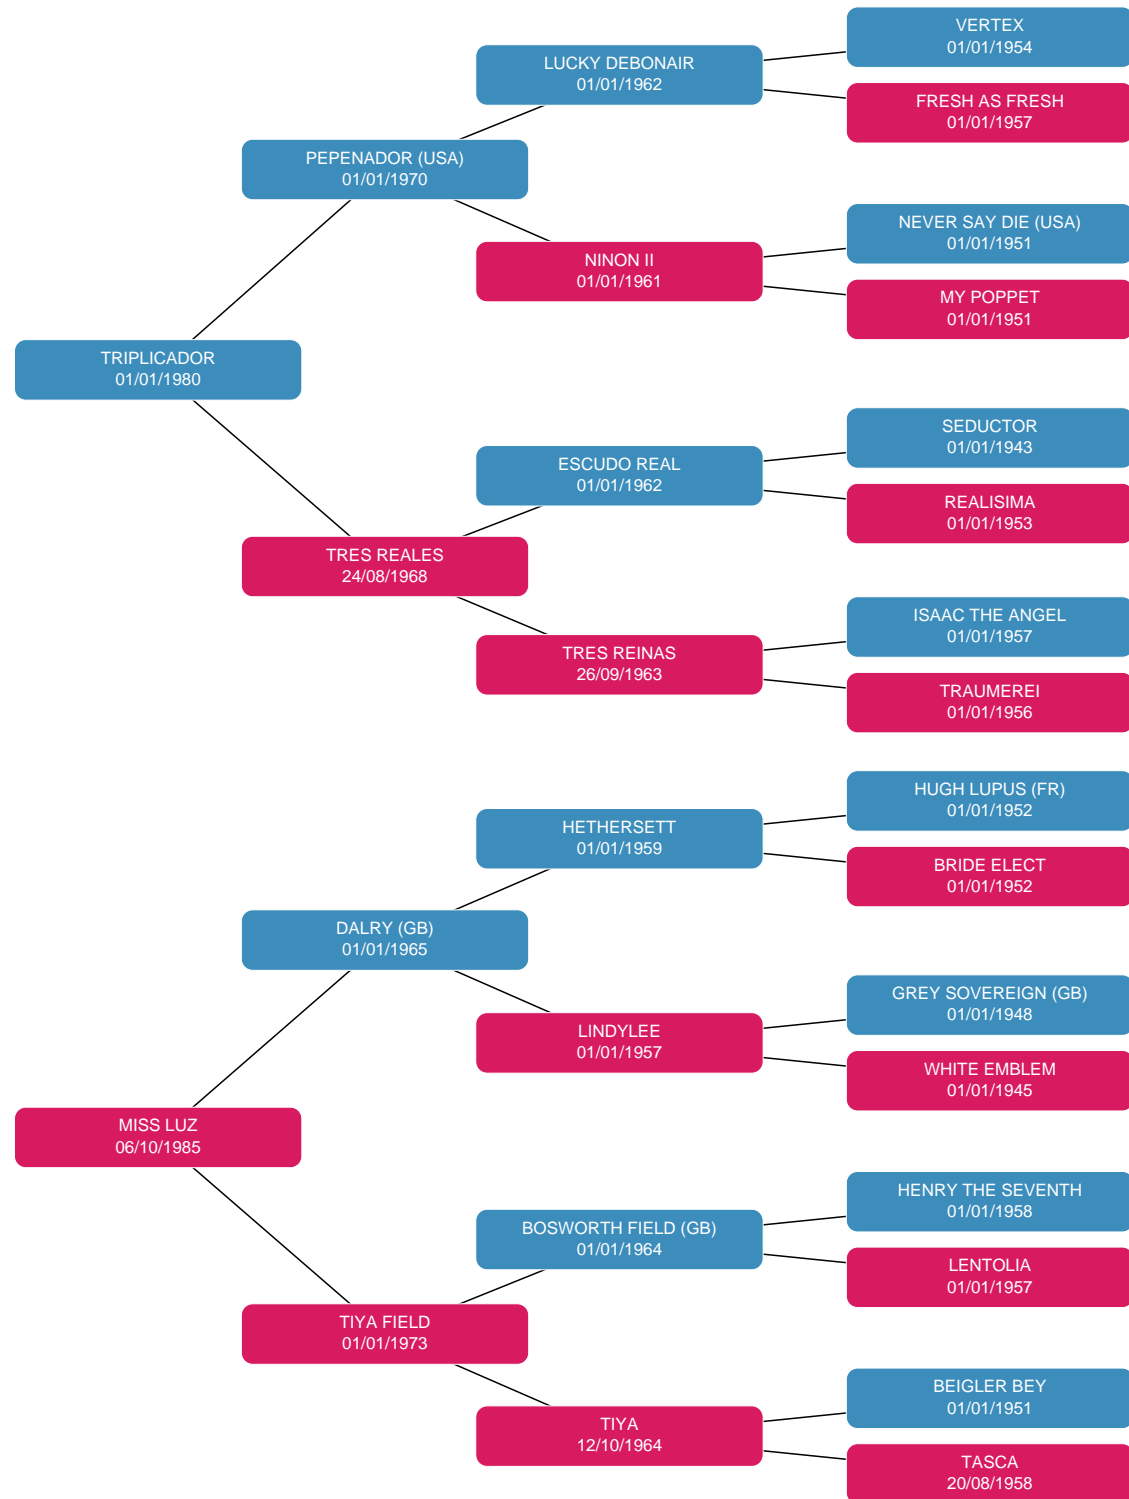 VERTEX
01/01/1954
LUCKY DEBONAIR
01/01/1962
FRESH AS FRESH
01/01/1957
PEPENADOR (USA)
01/01/1970
NEVER SAY DIE (USA)
01/01/1951
NINON II
01/01/1961
MY POPPET
01/01/1951
TRIPLICADOR
01/01/1980
SEDUCTOR
01/01/1943
ESCUDO REAL
01/01/1962
REALISIMA
01/01/1953
TRES REALES
24/08/1968
ISAAC THE ANGEL
01/01/1957
TRES REINAS
26/09/1963
TRAUMEREI
01/01/1956
HUGH LUPUS (FR)
01/01/1952
HETHERSETT
01/01/1959
BRIDE ELECT
01/01/1952
DALRY (GB)
01/01/1965
GREY SOVEREIGN (GB)
01/01/1948
LINDYLEE
01/01/1957
WHITE EMBLEM
01/01/1945
MISS LUZ
06/10/1985
HENRY THE SEVENTH
01/01/1958
BOSWORTH FIELD (GB)
01/01/1964
LENTOLIA
01/01/1957
TIYA FIELD
01/01/1973
BEIGLER BEY
01/01/1951
TIYA
12/10/1964
TASCA
20/08/1958